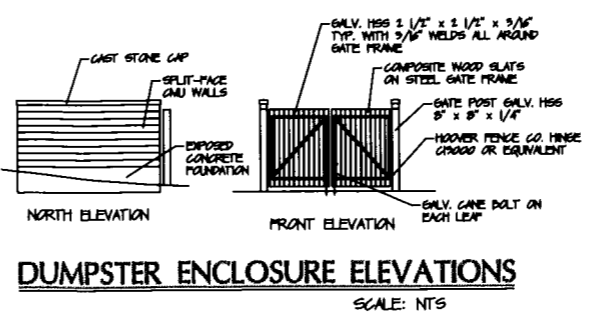 CAST STONE CAP
SPLIT-FACE
CMU WALLS
EXPOSED
CONCRETE
FOUNDATION
NORTH ELEVATION
GALV. HSS 2 1/2" x 2 1/2" x 3/16"
TYP. WITH 3/16" WELDS ALL AROUND
GATE FRAME
COMPOSITE WOOD SLATS
ON STEEL GATE FRAME
GATE POST GALV. HSS
8" x 8" x 1/4"
HOOVER FENCE CO. HINGE
CI3000 OR EQUIVALENT
GALV. CANE BOLT ON
EACH LEAF
FRONT ELEVATION
DUMPSTER ENCLOSURE ELEVATIONS
SCALE: NTS